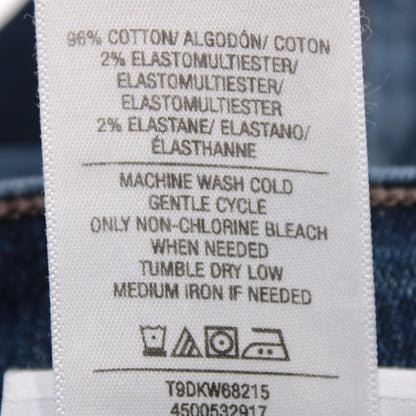 96% COTTON/ ALGODÓN/ COTON
2% ELASTOMULTIESTER/
ELASTOMULTIESTER/
ELASTOMULTIESTER
2% ELASTANE/ ELASTANO/
ÉLASTHANNE
MACHINE WASH COLD
GENTLE CYCLE
ONLY NON-CHLORINE BLEACH
WHEN NEEDED
TUMBLE DRY LOW
MEDIUM IRON IF NEEDED
T9DKW68215
4500532917